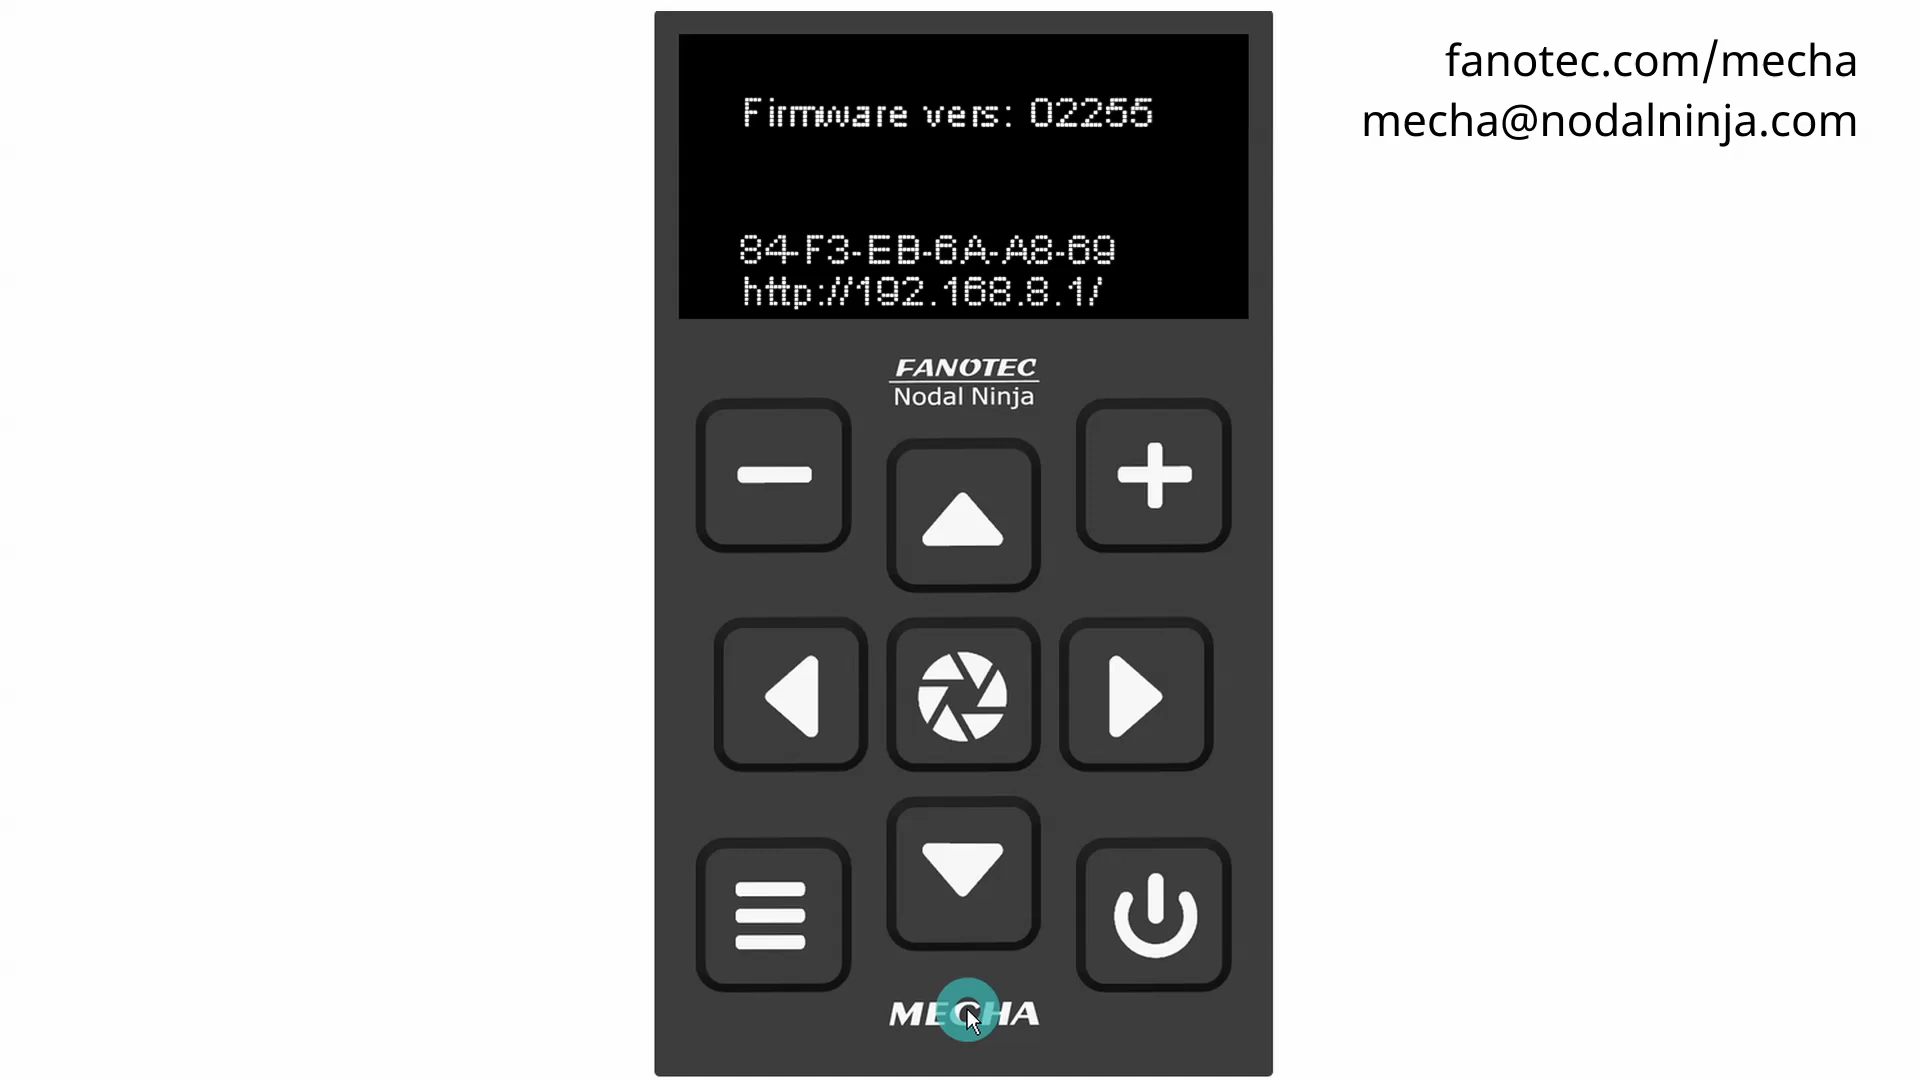 fanotec.com/mecha
mecha@nodalninja.com
Firmware vers: 02255
84-F3-EB-6A-A8-69
http://192.168.8.1/
FANOTEC
Nodal Ninja
MECHA